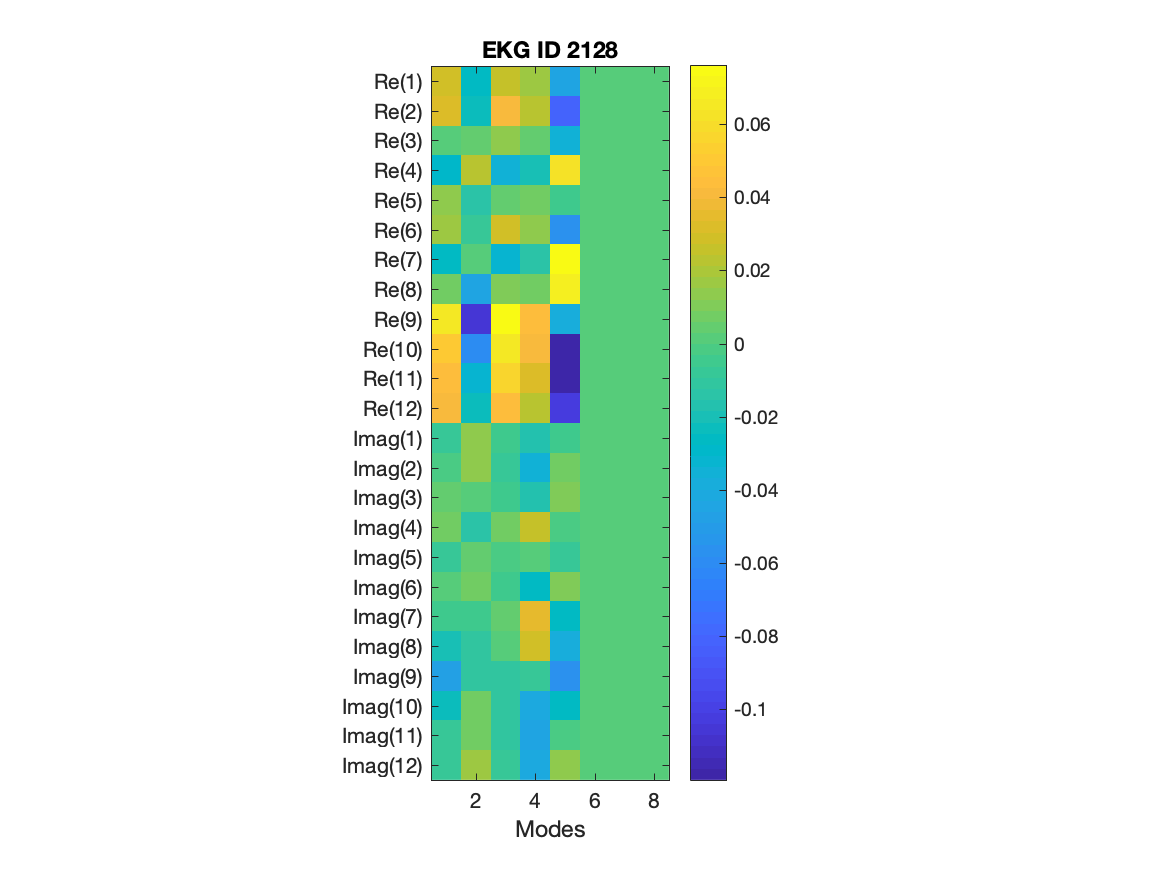 EKG ID 2128
Re(1)
Re(2)
Re(3)
Re(4)
Re(5)
Re(6)
Re(7)
Re(8)
Re(9)
Re(10)
Re(11)
Re(12)
Imag(1)
Imag(2)
Imag(3)
Imag(4)
Imag(5)
Imag(6)
Imag(7)
Imag(8)
Imag(9)
Imag(10)
Imag(11)
Imag(12)
2 4 6 8
Modes
0.06
0.04
0.02
0
-0.02
-0.04
-0.06
-0.08
-0.1